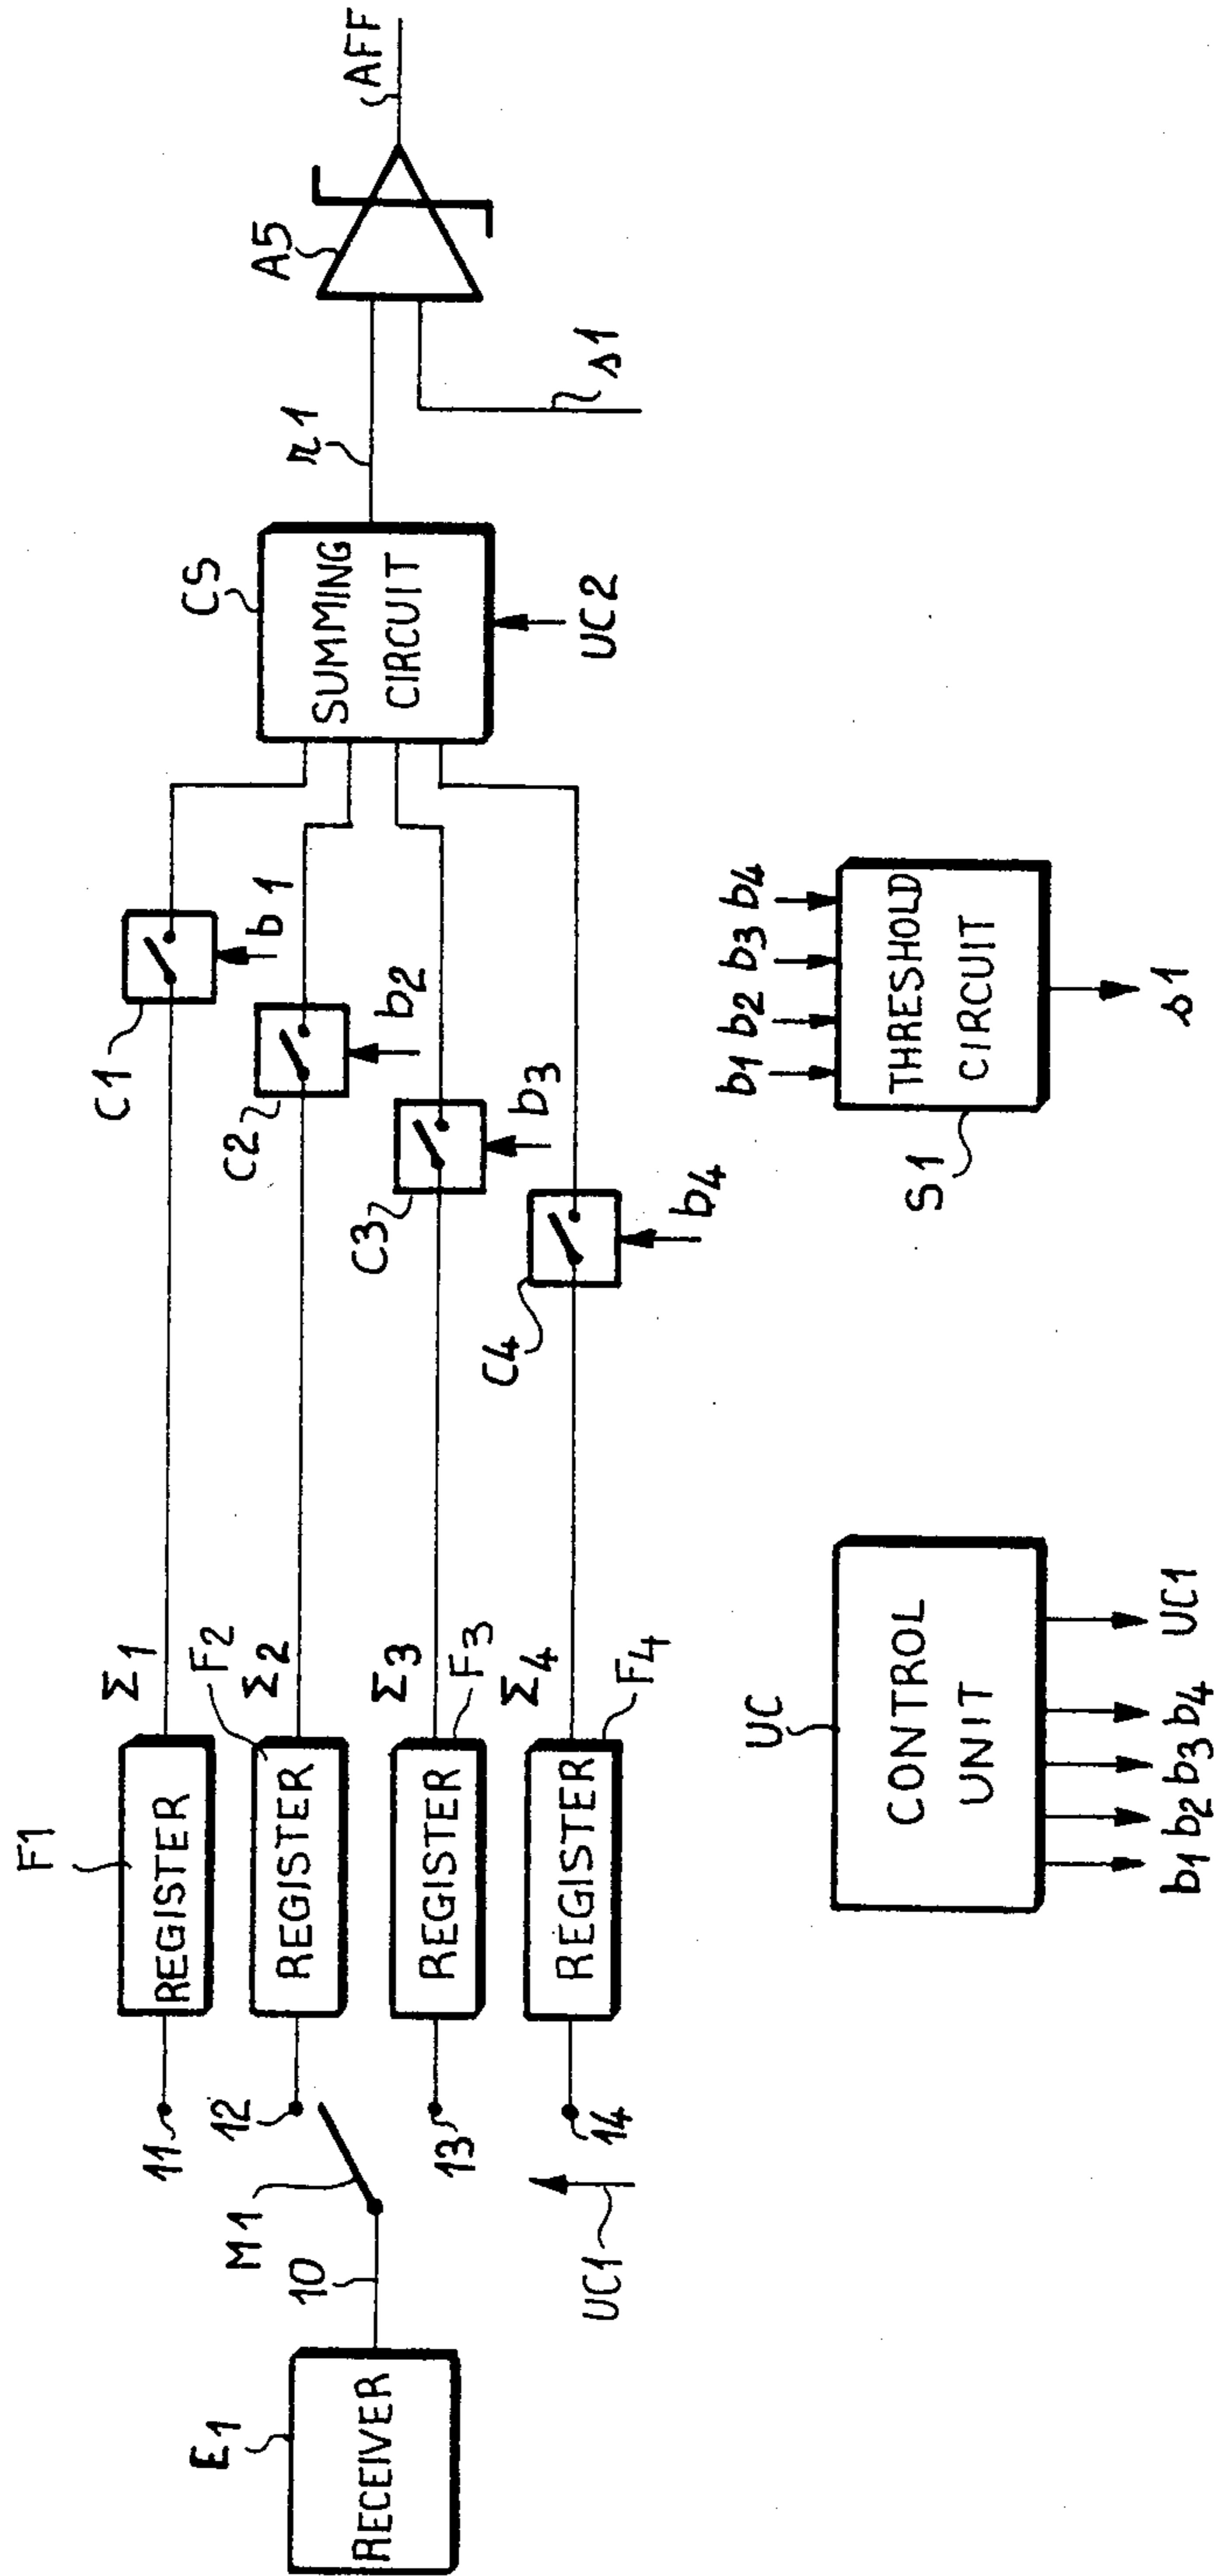 E1
RECEIVER
10
M1
11
12
13
14
UC1
F1
REGISTER
Σ1
F2
REGISTER
Σ2
REGISTER
Σ3
F3
REGISTER
Σ4
F4
C1
b1
C2
b2
C3
b3
C4
b4
CS
SUMMING
CIRCUIT
UC2
r1
s1
A5
AFF
UC
CONTROL
UNIT
b1 b2 b3 b4 UC1
b1 b2 b3 b4
THRESHOLD
CIRCUIT
S1
s1